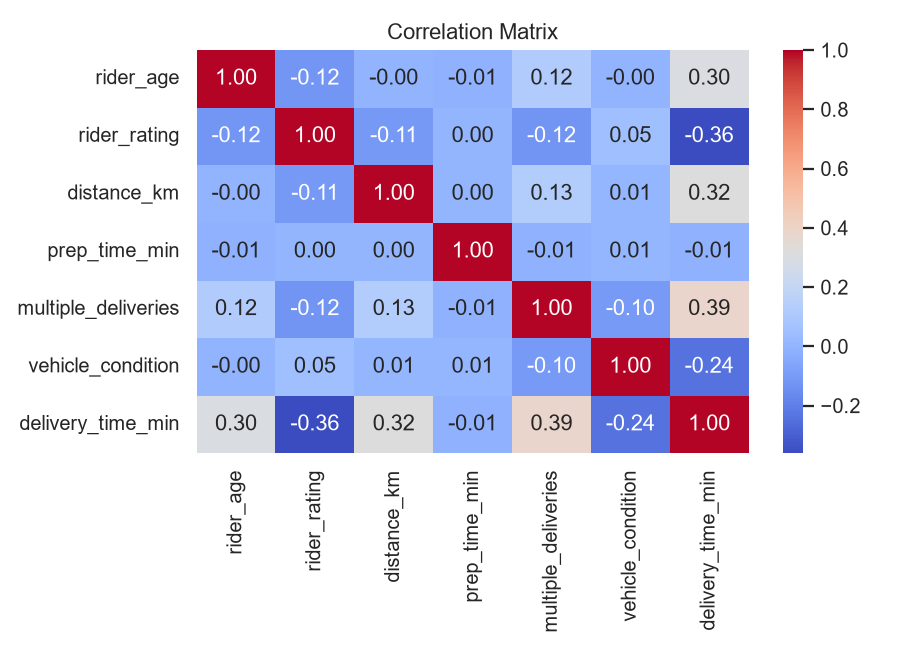 Correlation Matrix
rider_age 1.00 -0.12 -0.00 -0.01 0.12 -0.00 0.30
rider_rating -0.12 1.00 -0.11 0.00 -0.12 0.05 -0.36
distance_km -0.00 -0.11 1.00 0.00 0.13 0.01 0.32
prep_time_min -0.01 0.00 0.00 1.00 -0.01 0.01 -0.01
multiple_deliveries 0.12 -0.12 0.13 -0.01 1.00 -0.10 0.39
vehicle_condition -0.00 0.05 0.01 0.01 -0.10 1.00 -0.24
delivery_time_min 0.30 -0.36 0.32 -0.01 0.39 -0.24 1.00
rider_age
rider_rating
distance_km
prep_time_min
multiple_deliveries
vehicle_condition
delivery_time_min
1.0
0.8
0.6
0.4
0.2
0.0
−0.2